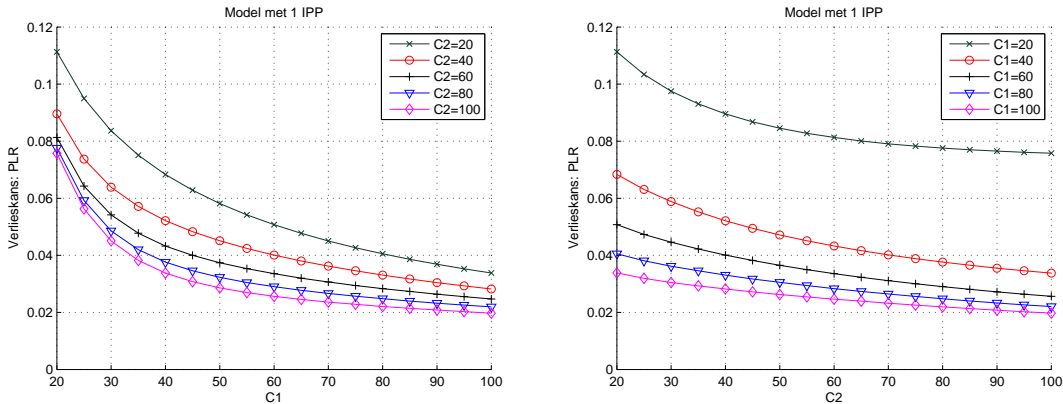 Model met 1 IPP
0.12
0.1
0.08
0.06
0.04
0.02
0
Verlieskans: PLR
20 30 40 50 60 70 80 90 100
C1
C2=20
C2=40
C2=60
C2=80
C2=100
Model met 1 IPP
0.12
0.1
0.08
0.06
0.04
0.02
0
Verlieskans: PLR
20 30 40 50 60 70 80 90 100
C2
C1=20
C1=40
C1=60
C1=80
C1=100